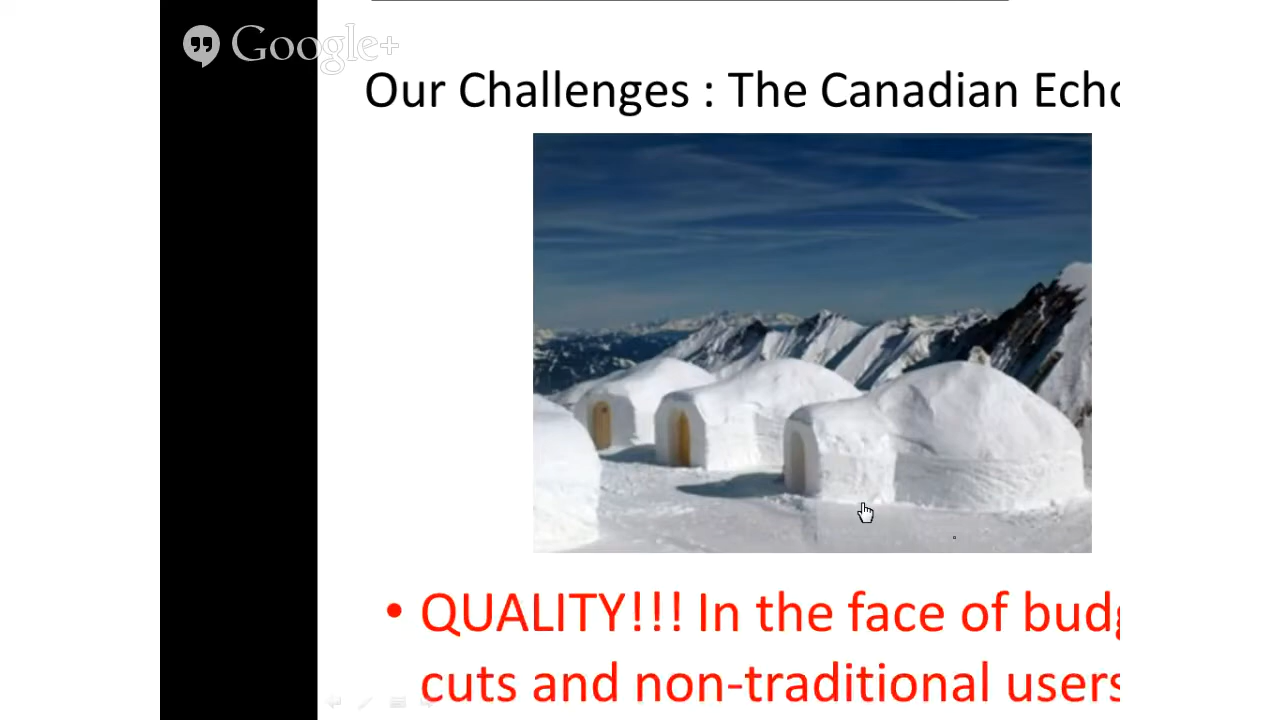 Google+
Our Challenges : The Canadian Echo
QUALITY!!! In the face of budg
cuts and non-traditional users